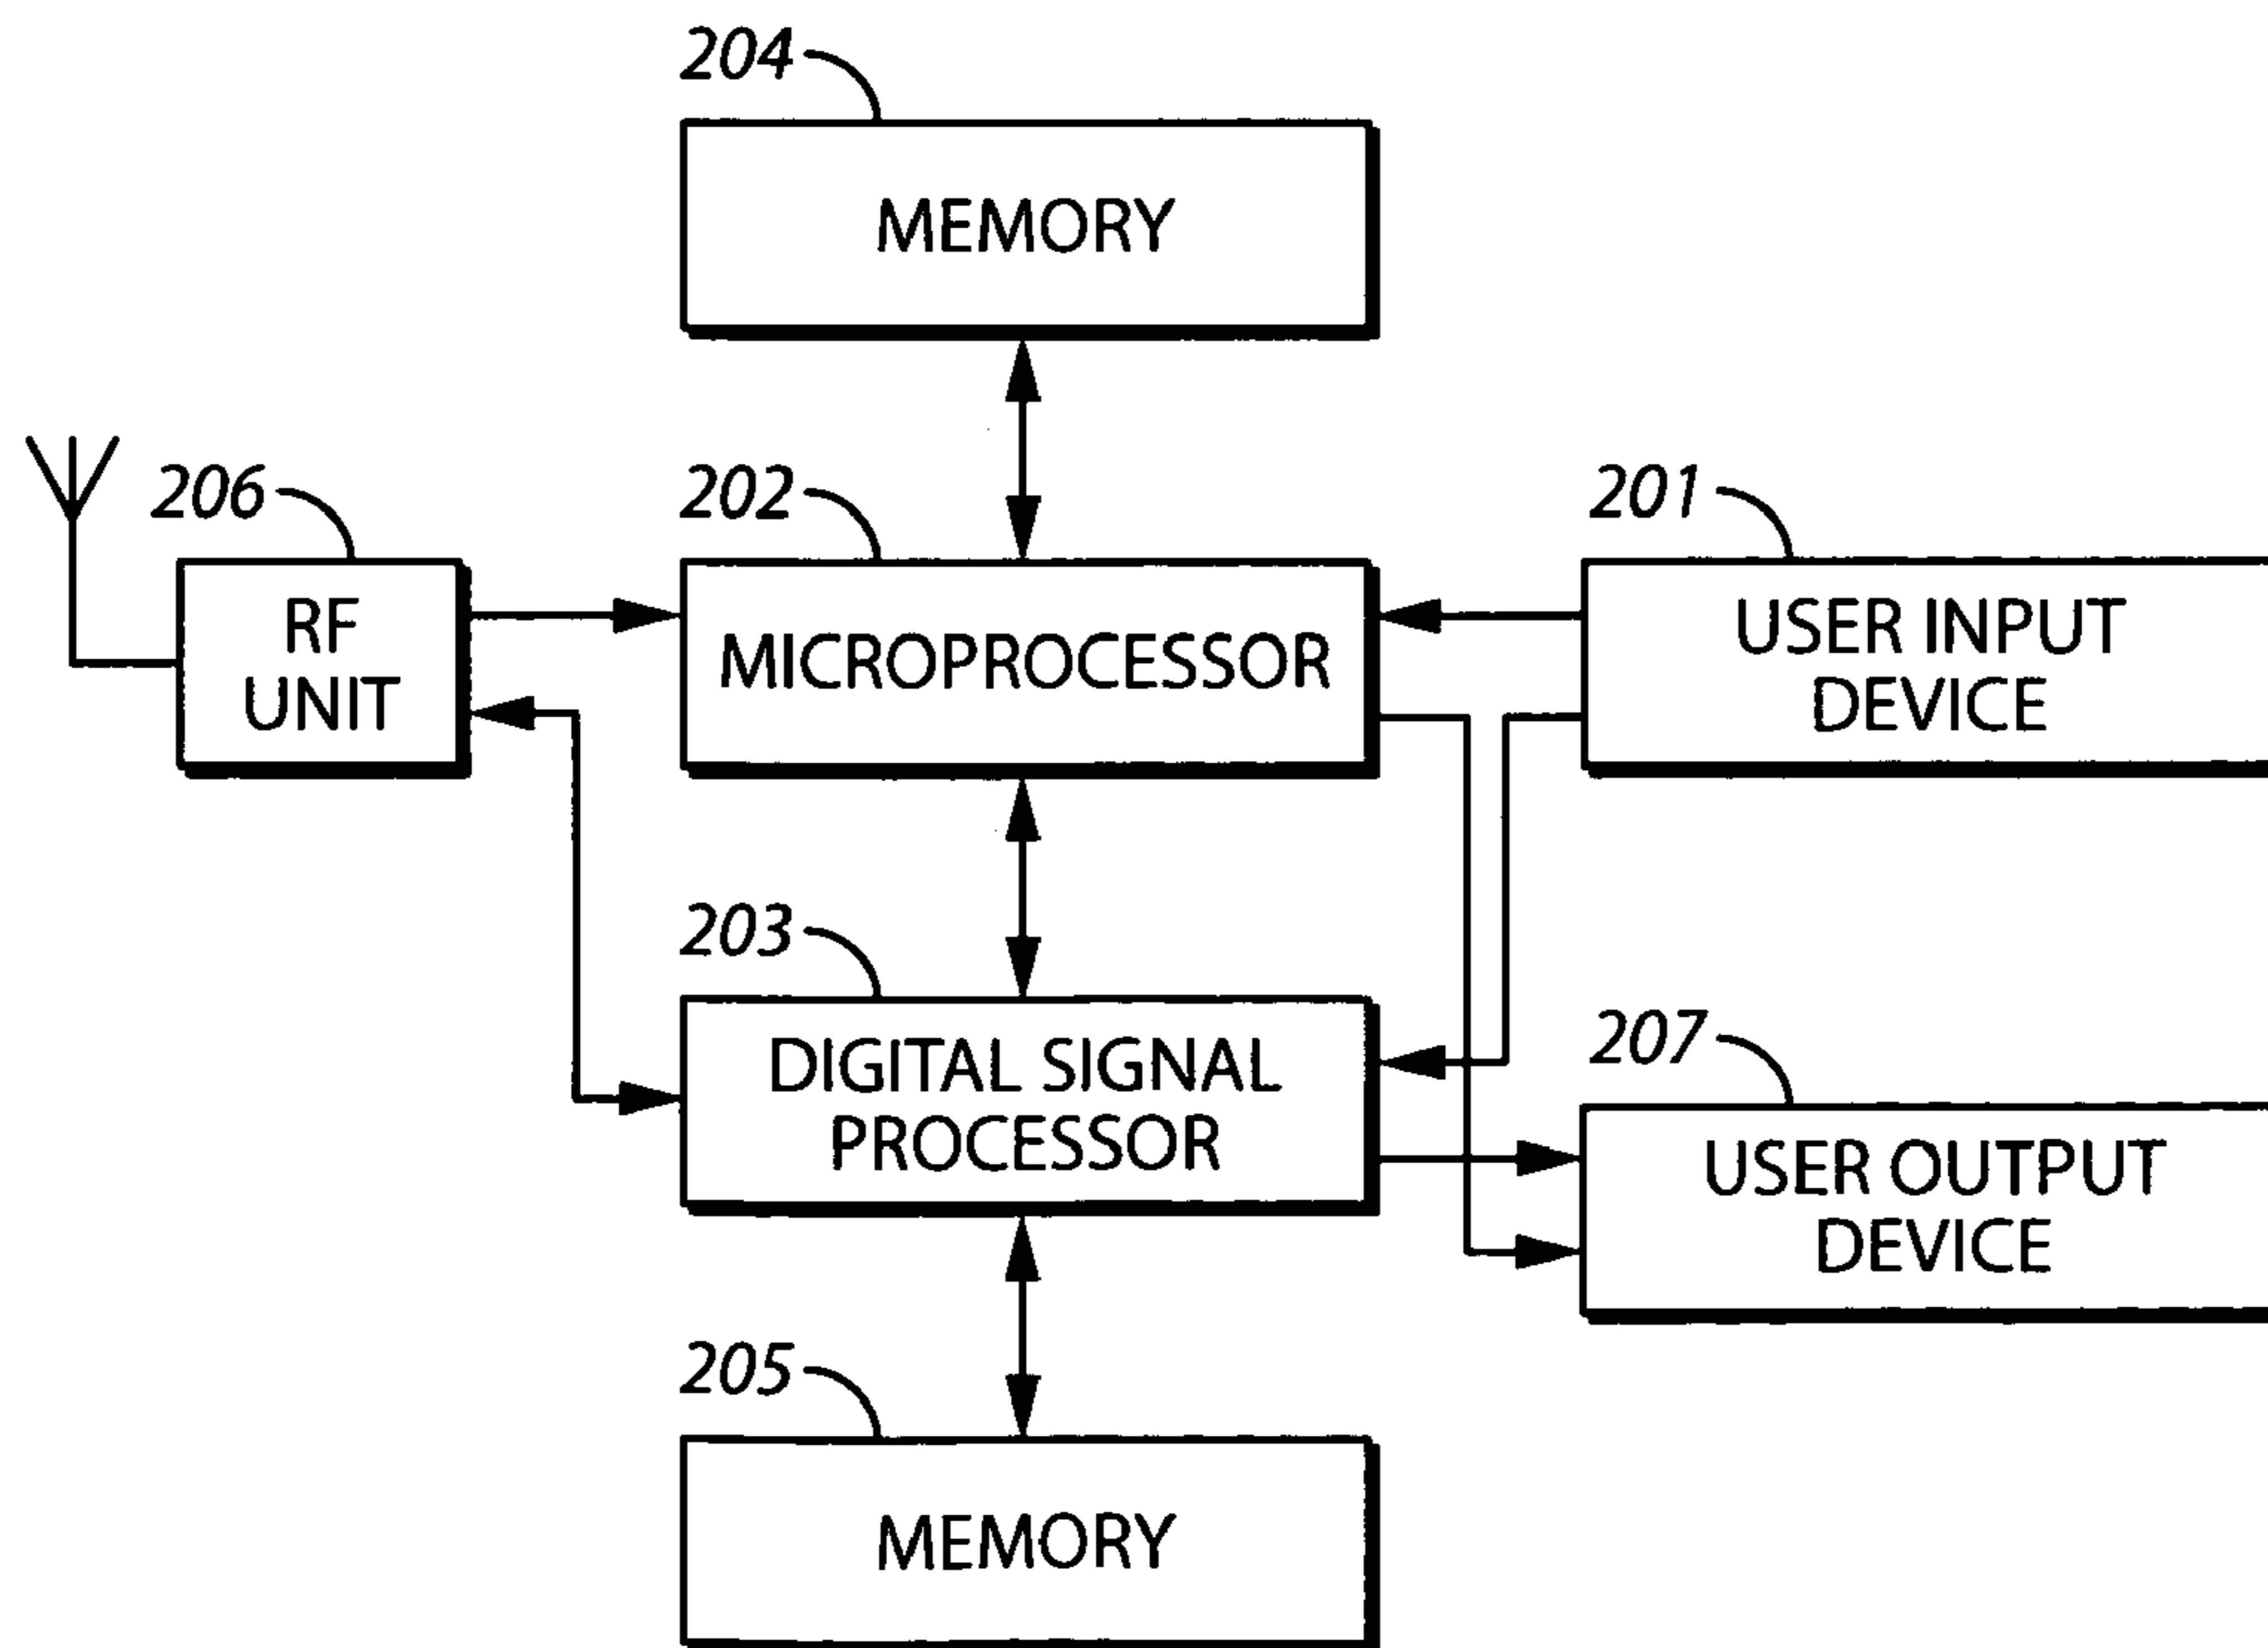 204
MEMORY
206
202
201
RF
UNIT
MICROPROCESSOR
USER INPUT
DEVICE
203
DIGITAL SIGNAL
PROCESSOR
207
USER OUTPUT
DEVICE
205
MEMORY